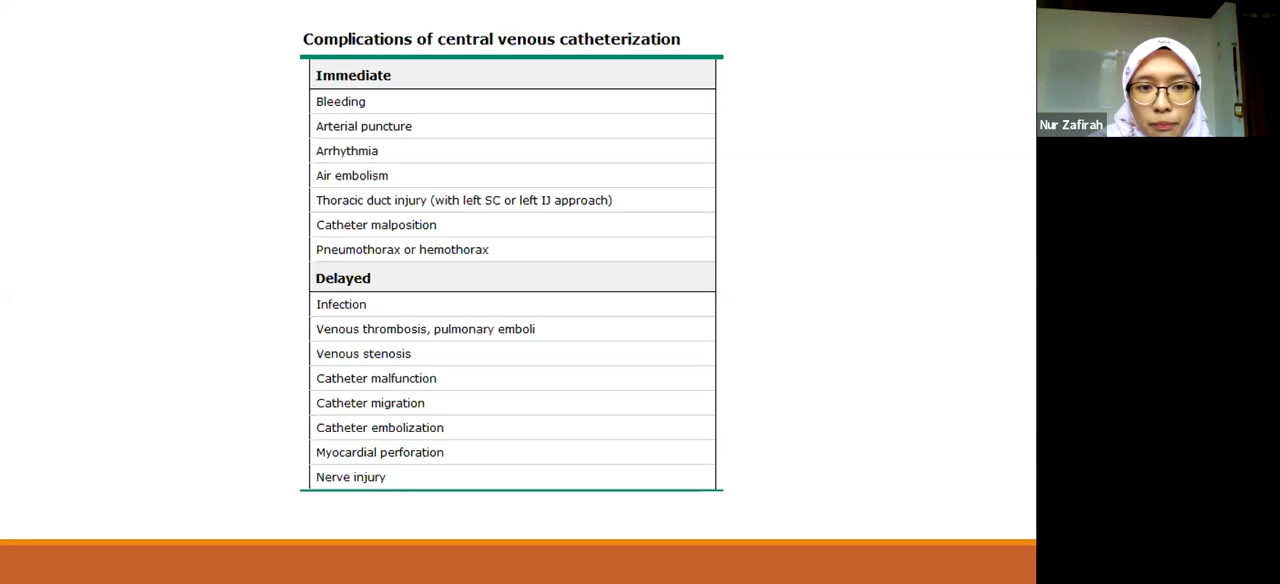 Complications of central venous catheterization
Immediate
Bleeding
Arterial puncture
Arrhythmia
Air embolism
Thoracic duct injury (with left SC or left IJ approach)
Catheter malposition
Pneumothorax or hemothorax
Delayed
Infection
Venous thrombosis, pulmonary emboli
Venous stenosis
Catheter malfunction
Catheter migration
Catheter embolization
Myocardial perforation
Nerve injury
Nur Zafirah